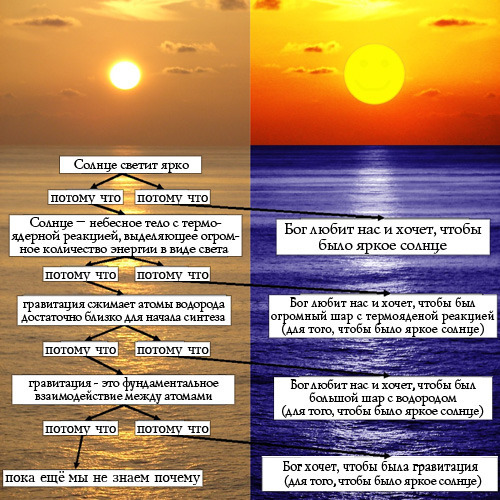 Солнце светит ярко
потому что
потому что
Солнце – небесное тело с термо-
ядерной реакцией, выделяющее огром-
ное количество энергии в виде света
Бог любит нас и хочет, чтобы
было яркое солнце
потому что
потому что
гравитация сжимает атомы водорода
достаточно близко для начала синтеза
Бог любит нас и хочет, чтобы был
огромный шар с термояденой реакцией
(для того, чтобы было яркое солнце)
потому что
потому что
гравитация - это фундаментальное
взаимодействие между атомами
Бог любит нас и хочет, чтобы был
большой шар с водородом
(для того, чтобы было яркое солнце)
потому что
потому что
пока ещё мы не знаем почему
Бог хочет, чтобы была гравитация
(для того, чтобы было яркое солнце)